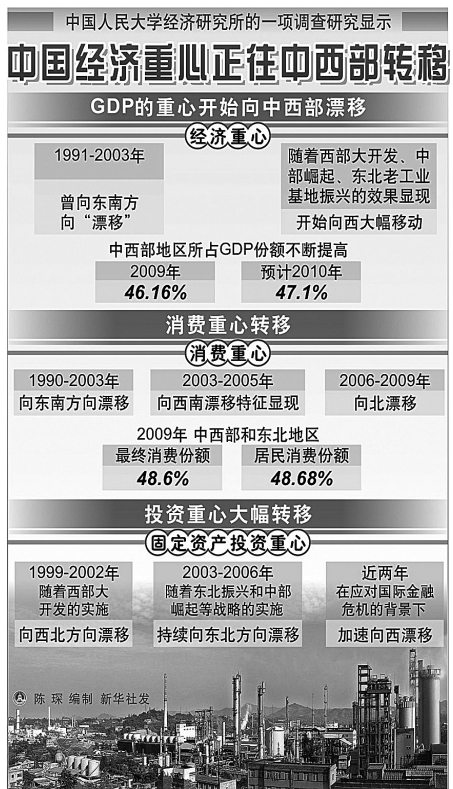 中国人民大学经济研究所的一项调查研究显示
中国经济重心正往中西部转移
GDP的重心开始向中西部漂移
经济重心
1991-2003年
曾向东南方
向“漂移”
随着西部大开发、中
部崛起、东北老工业
基地振兴的效果显现
开始向西大幅移动
中西部地区所占GDP份额不断提高
2009年
46.16%
预计2010年
47.1%
消费重心转移
消费重心
1990-2003年
向东南方向漂移
2003-2005年
向西南漂移特征显现
2006-2009年
向北漂移
2009年 中西部和东北地区
最终消费份额
48.6%
居民消费份额
48.68%
投资重心大幅转移
固定资产投资重心
1999-2002年
随着西部大
开发的实施
向西北方向漂移
2003-2006年
随着东北振兴和中部
崛起等战略的实施
持续向东北方向漂移
近两年
在应对国际金融
危机的背景下
加速向西漂移
陈 琛 编制 新华社发